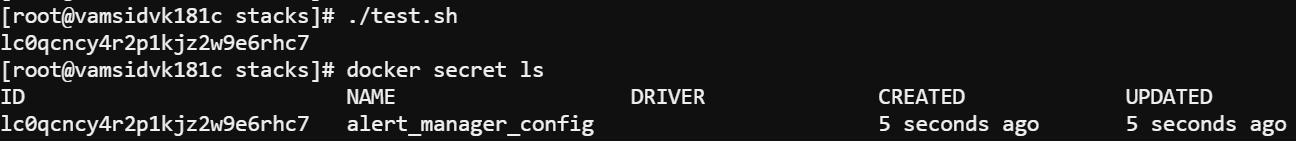 [root@vamsidvk181c stacks]# ./test.sh
lc0qcncy4r2p1kjz2w9e6rhc7
[root@vamsidvk181c stacks]# docker secret ls
ID NAME DRIVER CREATED UPDATED
lc0qcncy4r2p1kjz2w9e6rhc7 alert_manager_config 5 seconds ago 5 seconds ago